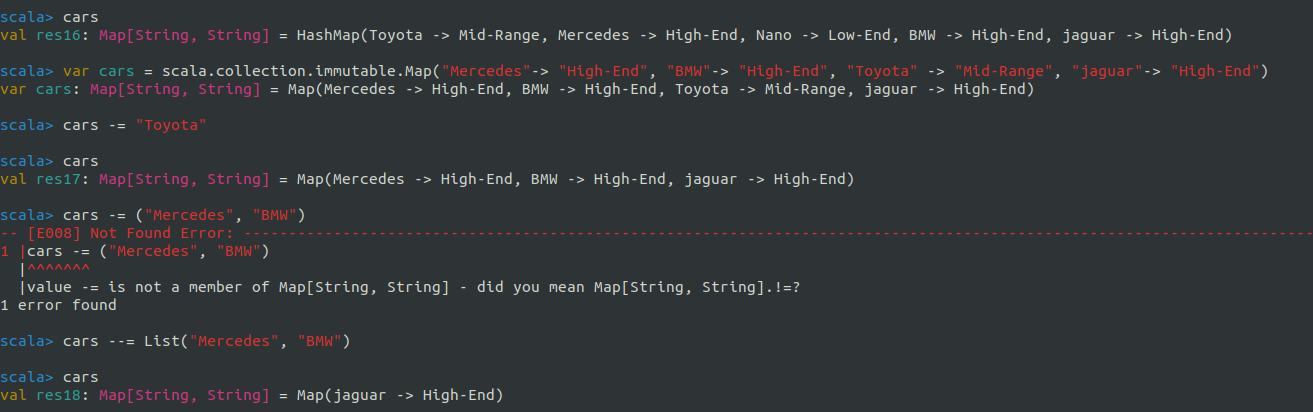 scala> cars
val res16: Map[String, String] = HashMap(Toyota -> Mid-Range, Mercedes -> High-End, Nano -> Low-End, BMW -> High-End, jaguar -> High-End)
scala> var cars = scala.collection.immutable.Map("Mercedes"-> "High-End", "BMW"-> "High-End", "Toyota" -> "Mid-Range", "jaguar"-> "High-End")
var cars: Map[String, String] = Map(Mercedes -> High-End, BMW -> High-End, Toyota -> Mid-Range, jaguar -> High-End)
scala> cars -= "Toyota"
scala> cars
val res17: Map[String, String] = Map(Mercedes -> High-End, BMW -> High-End, jaguar -> High-End)
scala> cars -= ("Mercedes", "BMW")
-- [E008] Not Found Error: -----------------------------------------------------------------------------------------------------------------------
1 |cars -= ("Mercedes", "BMW")
  |^^^^^^^
  |value -= is not a member of Map[String, String] - did you mean Map[String, String].!=?
1 error found
scala> cars --= List("Mercedes", "BMW")
scala> cars
val res18: Map[String, String] = Map(jaguar -> High-End)